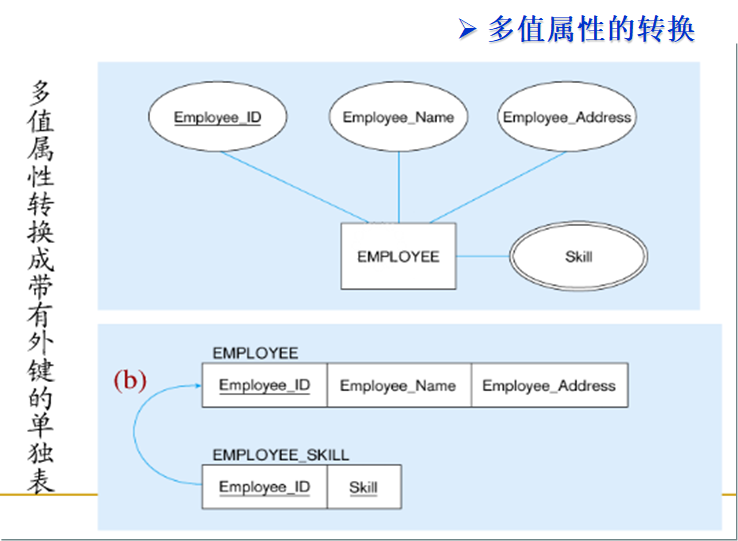 ➢ 多值属性的转换
多值属性转换成带有外键的单独表
Employee_ID
Employee_Name
Employee_Address
EMPLOYEE
Skill
(b)
EMPLOYEE
Employee_ID Employee_Name Employee_Address
EMPLOYEE_SKILL
Employee_ID Skill